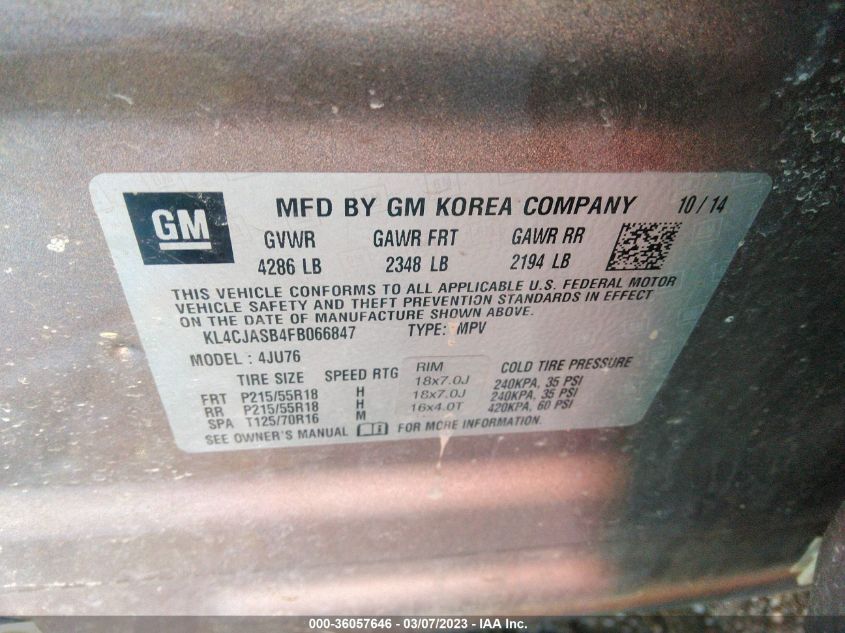 GM
MFD BY GM KOREA COMPANY 10/14
GVWR GAWR FRT GAWR RR
4286 LB 2348 LB 2194 LB
THIS VEHICLE CONFORMS TO ALL APPLICABLE U.S. FEDERAL MOTOR
VEHICLE SAFETY AND THEFT PREVENTION STANDARDS IN EFFECT
ON THE DATE OF MANUFACTURE SHOWN ABOVE.
KL4CJASB4FB066847 TYPE: MPV
MODEL : 4JU76
TIRE SIZE SPEED RTG RIM COLD TIRE PRESSURE
FRT P215/55R18 H 18x7.0J 240KPA, 35 PSI
RR P215/55R18 H 18x7.0J 240KPA, 35 PSI
SPA T125/70R16 M 16x4.0T 420KPA, 60 PSI
SEE OWNER'S MANUAL FOR MORE INFORMATION.
000-36057646 - 03/07/2023 - IAA Inc.